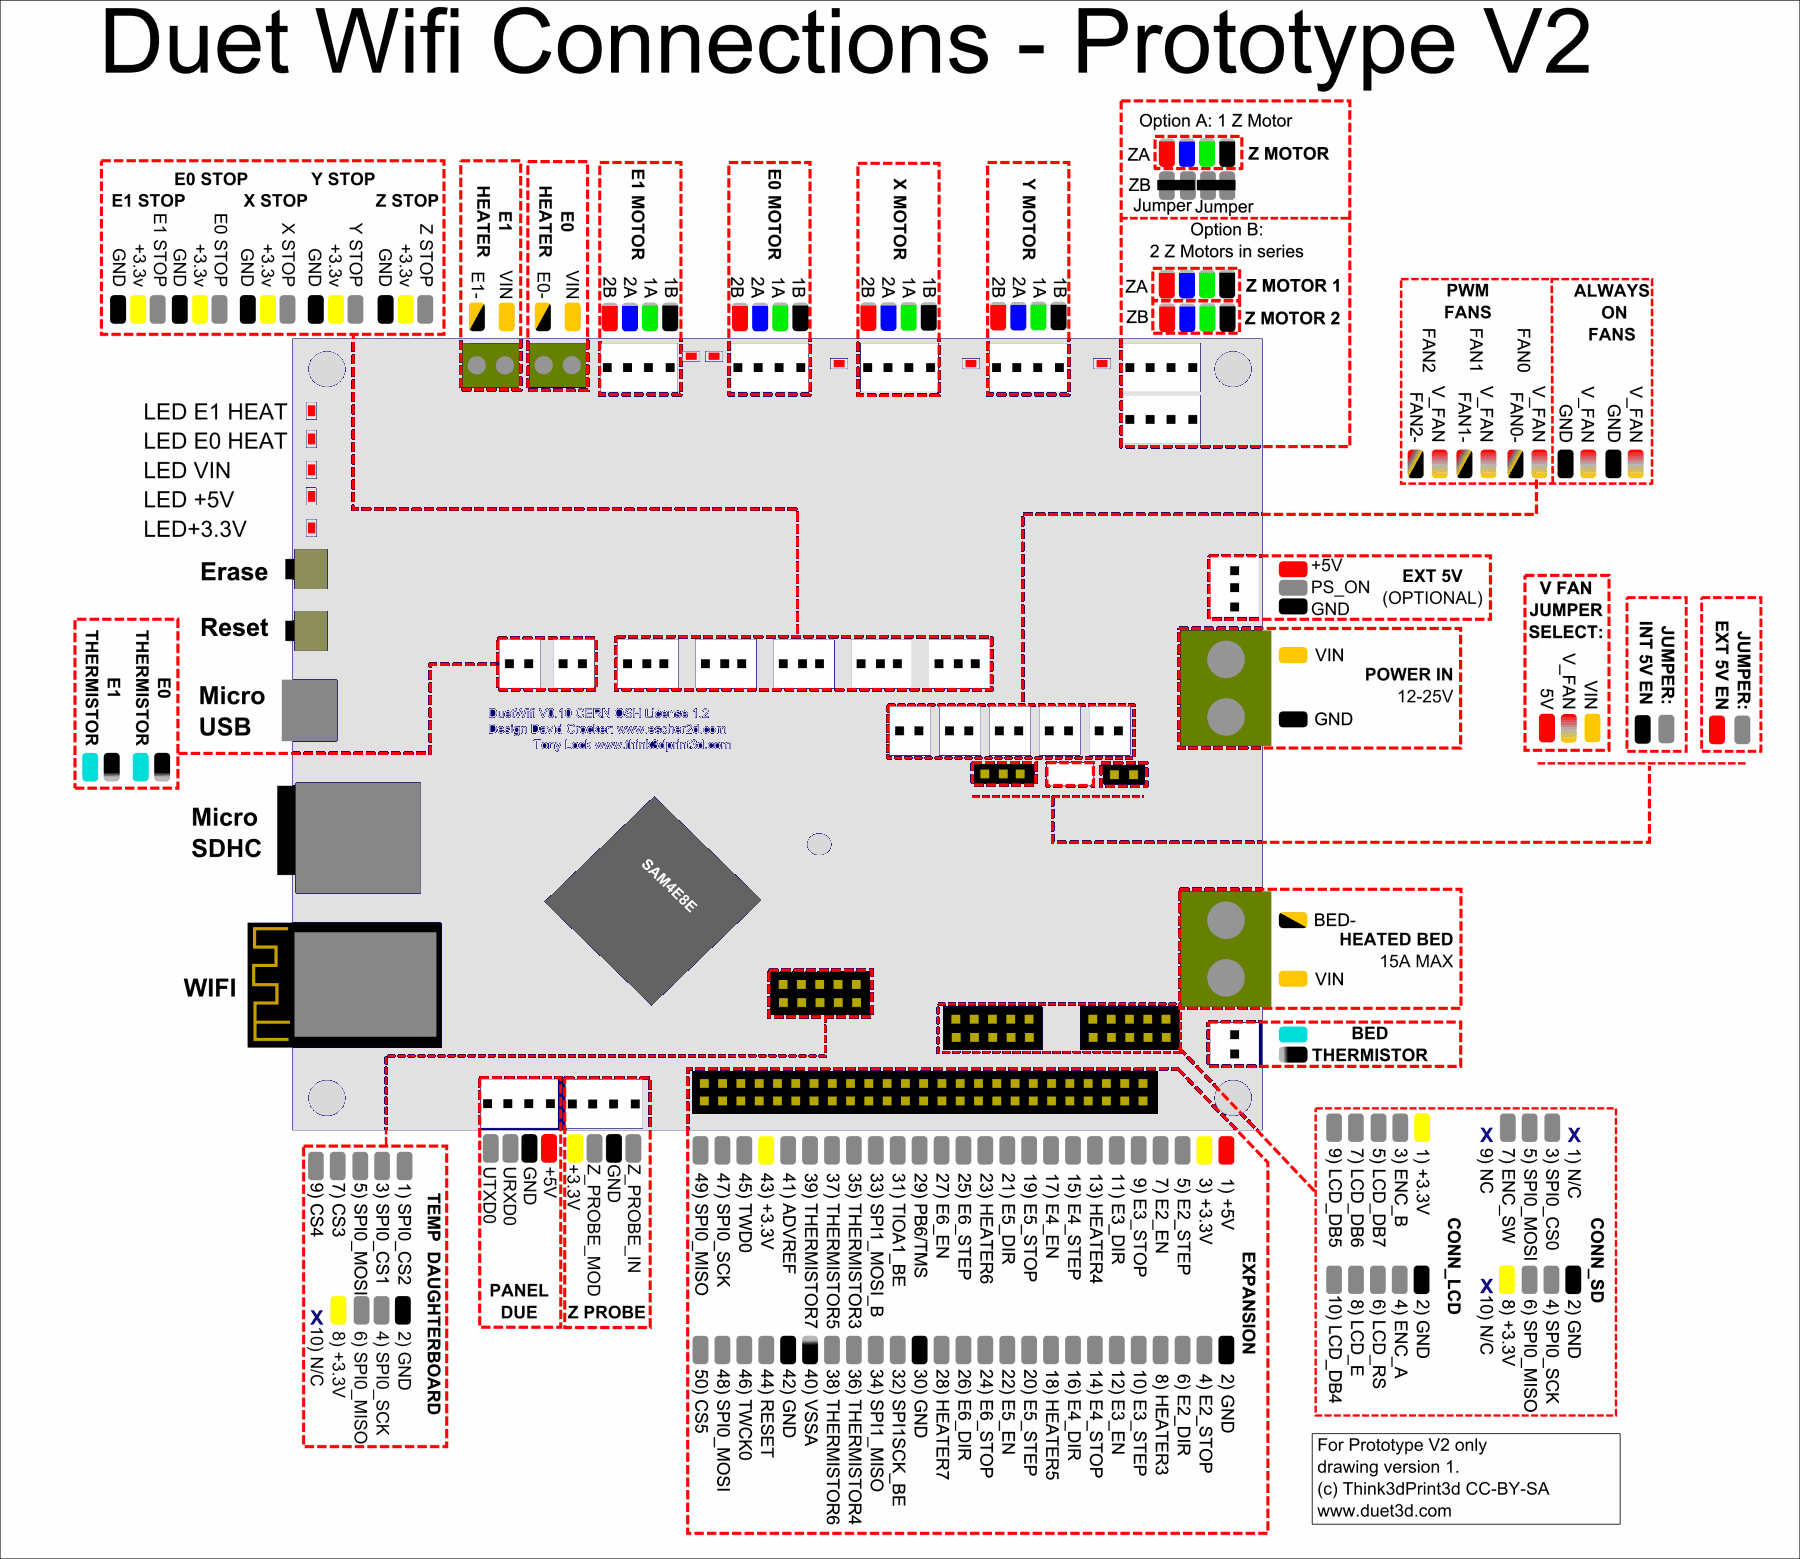 Duet Wifi Connections - Prototype V2
E0 STOP
Y STOP
E1 STOP
X STOP
Z STOP
GND
+3.3v
E1 STOP
GND
+3.3v
E0 STOP
GND
+3.3v
X STOP
GND
+3.3v
Y STOP
GND
+3.3v
Z STOP
E1
HEATER
E1-
VIN
E0
HEATER
E0-
VIN
E1 MOTOR
2B
2A
1A
1B
E0 MOTOR
2B
2A
1A
1B
X MOTOR
2B
2A
1A
1B
Y MOTOR
2B
2A
1A
1B
Option A: 1 Z Motor
ZA
Z MOTOR
ZB
Jumper Jumper
Option B:
2 Z Motors in series
ZA
Z MOTOR 1
ZB
Z MOTOR 2
PWM
FANS
ALWAYS
ON
FANS
FAN2
FAN1
FAN0
FAN2-
V_FAN
FAN1-
V_FAN
FAN0-
V_FAN
GND
V_FAN
GND
V_FAN
LED E1 HEAT
LED E0 HEAT
LED VIN
LED +5V
LED+3.3V
Erase
Reset
Micro
USB
Micro
SDHC
WIFI
E0
THERMISTOR
E1
THERMISTOR
+5V
PS_ON
GND
EXT 5V
(OPTIONAL)
VIN
POWER IN
12-25V
GND
V FAN
JUMPER
SELECT:
5V
V_FAN
VIN
JUMPER:
INT 5V EN
JUMPER:
EXT 5V EN
DuetWifi V0.10 CERN OSH License 1.2
Design David Crocker: www.escher3d.com
Tony Lock www.think3dprint3d.com
SAM4E8E
BED-
HEATED BED
15A MAX
VIN
BED
THERMISTOR
TEMP DAUGHTERBOARD
1) SPI0_CS2
3) SPI0_CS1
5) SPI0_MOSI
7) CS3
9) CS4
2) GND
4) SPI0_SCK
6) SPI0_MISO
8) +3.3V
X 10) N/C
UTXD0
URXD0
GND
+5V
PANEL
DUE
+3.3V
Z_PROBE_MOD
GND
Z_PROBE_IN
Z PROBE
EXPANSION
1) +5V
3) +3.3V
5) E2_STEP
7) E2_EN
9) E3_STOP
11) E3_DIR
13) HEATER4
15) E4_STEP
17) E4_EN
19) E5_STOP
21) E5_DIR
23) HEATER6
25) E6_STEP
27) E6_EN
29) PB6/TMS
31) TIOA1_BE
33) SPI1_MOSI_B
35) THERMISTOR3
37) THERMISTOR5
39) THERMISTOR7
41) ADVREF
43) +3.3V
45) TWD0
47) SPI0_SCK
49) SPI0_MISO
2) GND
4) E2_STOP
6) E2_DIR
8) HEATER3
10) E3_STEP
12) E3_EN
14) E4_STOP
16) E4_DIR
18) HEATER5
20) E5_STEP
22) E5_EN
24) E6_STOP
26) E6_DIR
28) HEATER7
30) GND
32) SPI1SCK_BE
34) SPI1_MISO
36) THERMISTOR4
38) THERMISTOR6
40) VSSA
42) GND
44) RESET
46) TWCK0
48) SPI0_MOSI
50) CS5
CONN_LCD
1) +3.3V
3) ENC_B
5) LCD_DB7
7) LCD_DB6
9) LCD_DB5
2) GND
4) ENC_A
6) LCD_RS
8) LCD_E
10) LCD_DB4
CONN_SD
X 1) N/C
3) SPI0_CS0
5) SPI0_MOSI
7) ENC_SW
X 9) NC
2) GND
4) SPI0_SCK
6) SPI0_MISO
8) +3.3V
X 10) N/C
For Prototype V2 only
drawing version 1.
(c) Think3dPrint3d CC-BY-SA
www.duet3d.com